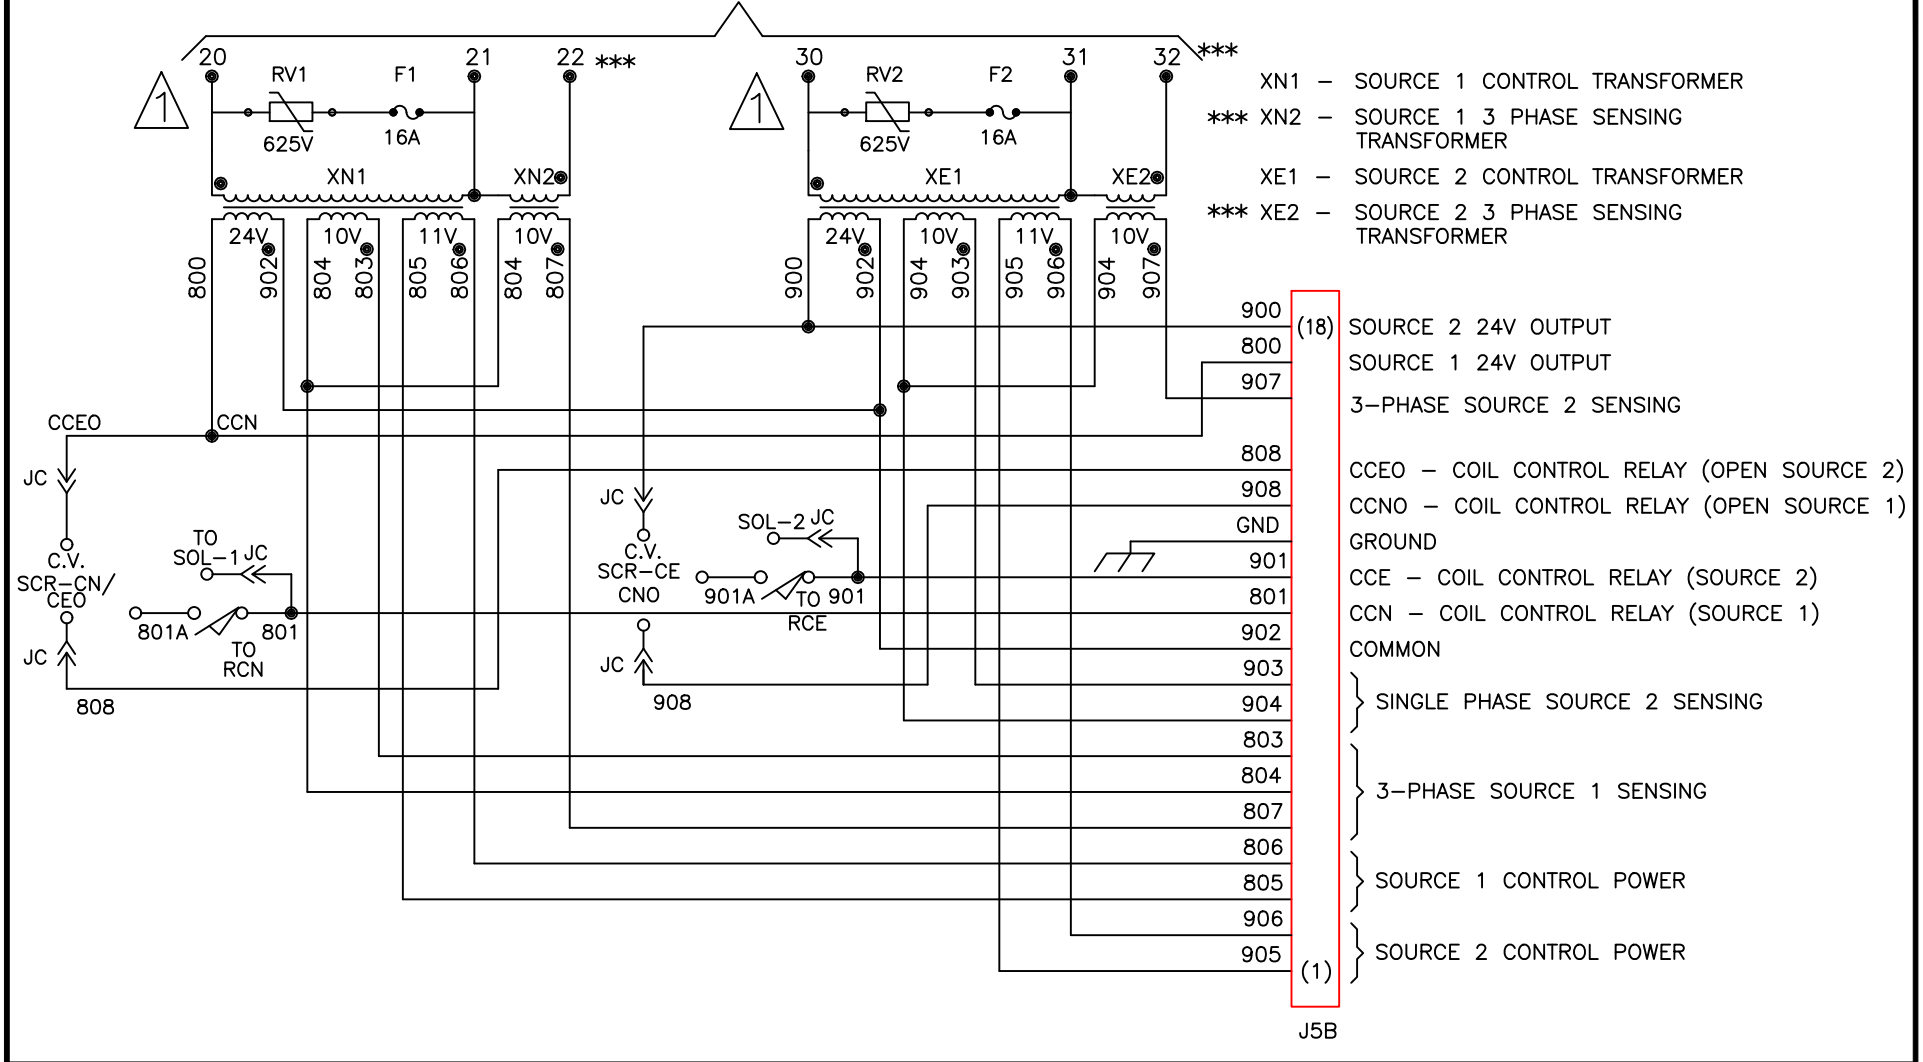 20
RV1
F1
21
22
***
30
RV2
F2
31
32
***
1
625V
16A
1
625V
16A
XN1
XN2
XE1
XE2
XN1 – SOURCE 1 CONTROL TRANSFORMER
*** XN2 – SOURCE 1 3 PHASE SENSING
TRANSFORMER
XE1 – SOURCE 2 CONTROL TRANSFORMER
*** XE2 – SOURCE 2 3 PHASE SENSING
TRANSFORMER
24V
10V
11V
10V
24V
10V
11V
10V
800
902
804
803
805
806
804
807
900
902
904
903
905
906
904
907
900
(18)
SOURCE 2 24V OUTPUT
800
SOURCE 1 24V OUTPUT
907
3–PHASE SOURCE 2 SENSING
CCEO
CCN
808
CCEO – COIL CONTROL RELAY (OPEN SOURCE 2)
908
CCNO – COIL CONTROL RELAY (OPEN SOURCE 1)
GND
GROUND
901
CCE – COIL CONTROL RELAY (SOURCE 2)
801
CCN – COIL CONTROL RELAY (SOURCE 1)
902
COMMON
903
904
SINGLE PHASE SOURCE 2 SENSING
803
804
807
3–PHASE SOURCE 1 SENSING
806
805
SOURCE 1 CONTROL POWER
906
905
SOURCE 2 CONTROL POWER
(1)
J5B
JC
C.V.
SCR–CN/
CEO
JC
808
TO
SOL–1
JC
801A
801
TO
RCN
JC
C.V.
SCR–CE
CNO
JC
908
SOL–2
JC
901A
TO
RCE
901